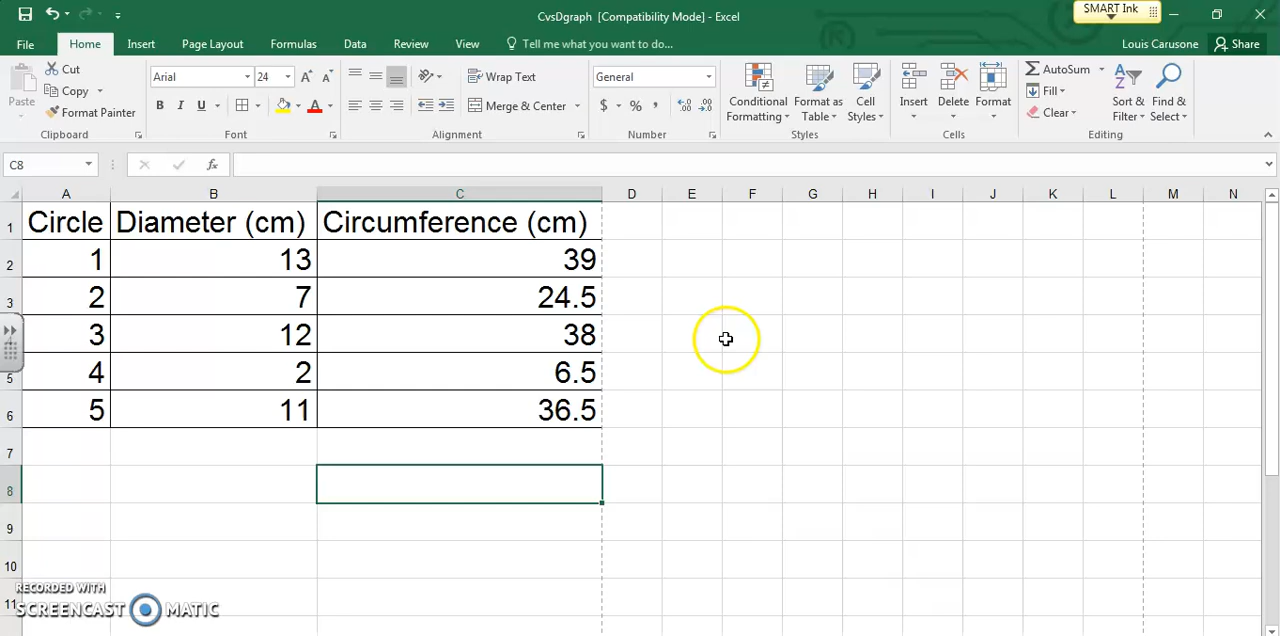 CvsDgraph [Compatibility Mode] - Excel
SMART Ink
File Home Insert Page Layout Formulas Data Review View Tell me what you want to do... Louis Carusone Share
Paste
Cut
Copy
Format Painter
Clipboard
Arial 24
A A
B I U A
Font
Wrap Text
Merge & Center
Alignment
General
$ % ,
Number
Conditional Formatting
Format as Table
Cell Styles
Styles
Insert Delete Format
Cells
AutoSum
Fill
Clear
Sort & Filter
Find & Select
Editing
C8 fx
A B C D E F G H I J K L M N
1 Circle Diameter (cm) Circumference (cm)
2 1 13 39
3 2 7 24.5
3 12 38
5 4 2 6.5
6 5 11 36.5
7
8
9
10
11
RECORDED WITH
SCREENCAST MATIC